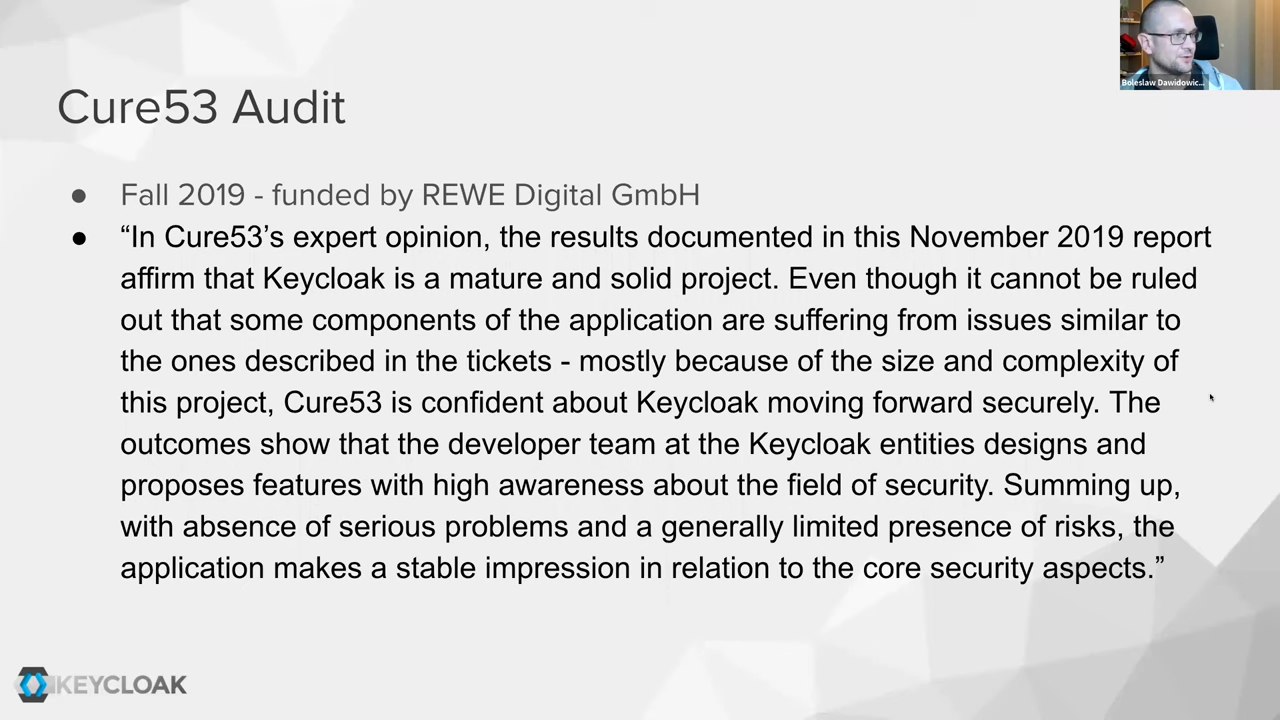 Boleslaw Dawidowic...
Cure53 Audit
● Fall 2019 - funded by REWE Digital GmbH
● “In Cure53’s expert opinion, the results documented in this November 2019 report
affirm that Keycloak is a mature and solid project. Even though it cannot be ruled
out that some components of the application are suffering from issues similar to
the ones described in the tickets - mostly because of the size and complexity of
this project, Cure53 is confident about Keycloak moving forward securely. The
outcomes show that the developer team at the Keycloak entities designs and
proposes features with high awareness about the field of security. Summing up,
with absence of serious problems and a generally limited presence of risks, the
application makes a stable impression in relation to the core security aspects.”
KEYCLOAK